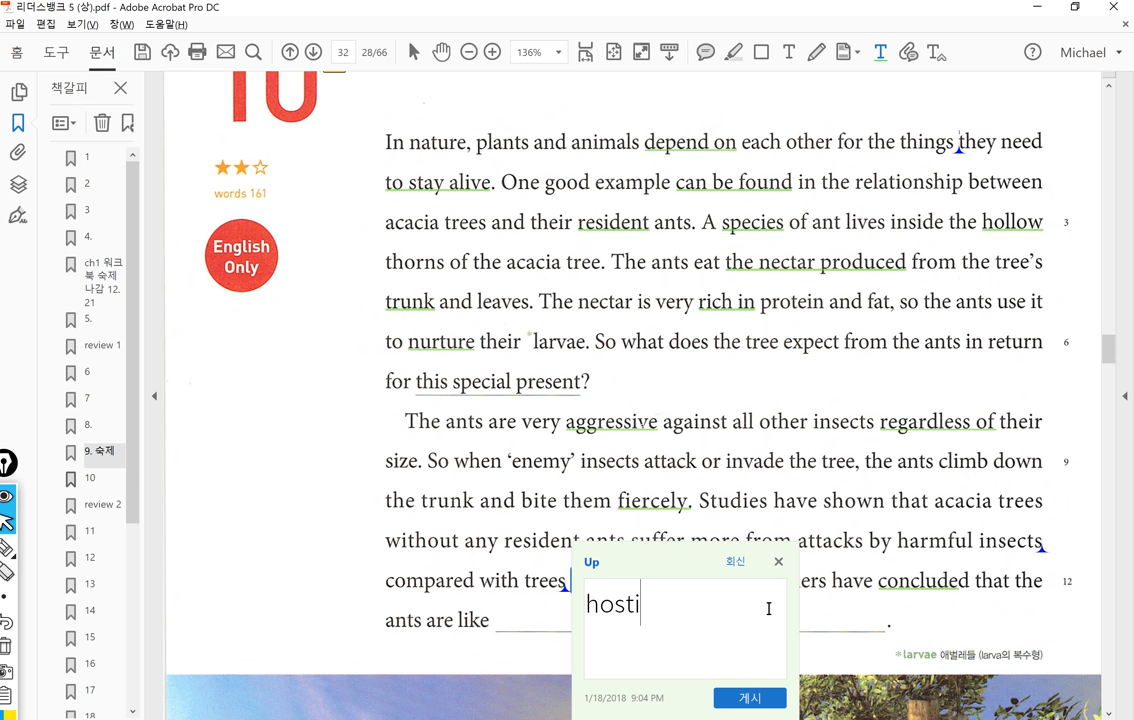 리더스뱅크 5 (상).pdf - Adobe Acrobat Pro DC
파일 편집 보기(V) 창(W) 도움말(H)
홈 도구 문서 32 28/66 136% Michael
책갈피
1
2
3
4.
ch1 워크
북 숙제
나감 12.
21
5.
review 1
6
7
8.
9. 숙제
10
review 2
11
12
13
14
15
16
17
18
10
words 161
English
Only
In nature, plants and animals depend on each other for the things they need
to stay alive. One good example can be found in the relationship between
acacia trees and their resident ants. A species of ant lives inside the hollow 3
thorns of the acacia tree. The ants eat the nectar produced from the tree's
trunk and leaves. The nectar is very rich in protein and fat, so the ants use it
to nurture their *larvae. So what does the tree expect from the ants in return 6
for this special present?
The ants are very aggressive against all other insects regardless of their
size. So when 'enemy' insects attack or invade the tree, the ants climb down 9
the trunk and bite them fiercely. Studies have shown that acacia trees
without any resident ants suffer more from attacks by harmful insects
compared with trees ers have concluded that the 12
ants are like .
*larvae 애벌레들 (larva의 복수형)
Up 회신
hosti
1/18/2018 9:04 PM 게시